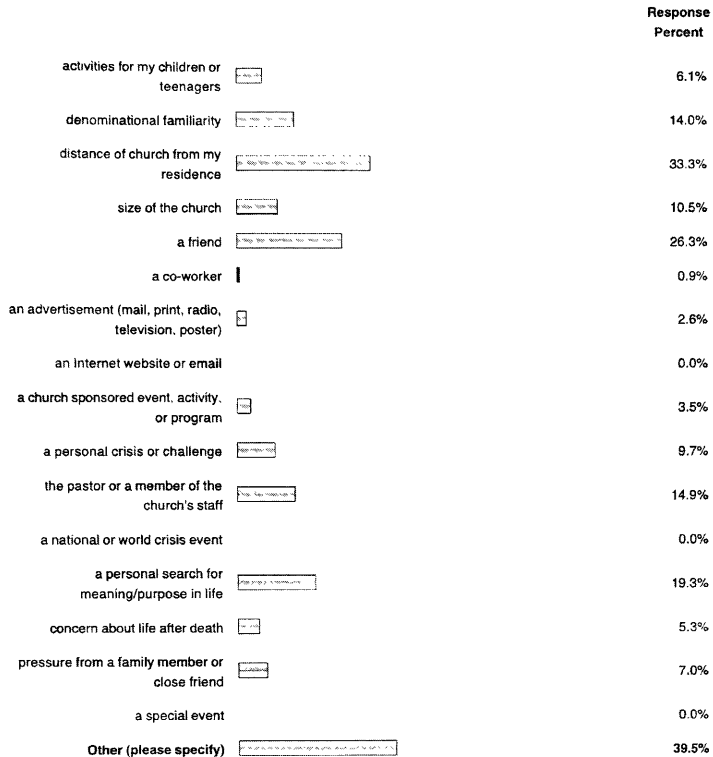 Response
Percent
activities for my children or
teenagers
6.1%
denominational familiarity
14.0%
distance of church from my
residence
33.3%
size of the church
10.5%
a friend
26.3%
a co-worker
0.9%
an advertisement (mail, print, radio,
television, poster)
2.6%
an Internet website or email
0.0%
a church sponsored event, activity,
or program
3.5%
a personal crisis or challenge
9.7%
the pastor or a member of the
church's staff
14.9%
a national or world crisis event
0.0%
a personal search for
meaning/purpose in life
19.3%
concern about life after death
5.3%
pressure from a family member or
close friend
7.0%
a special event
0.0%
Other (please specify)
39.5%